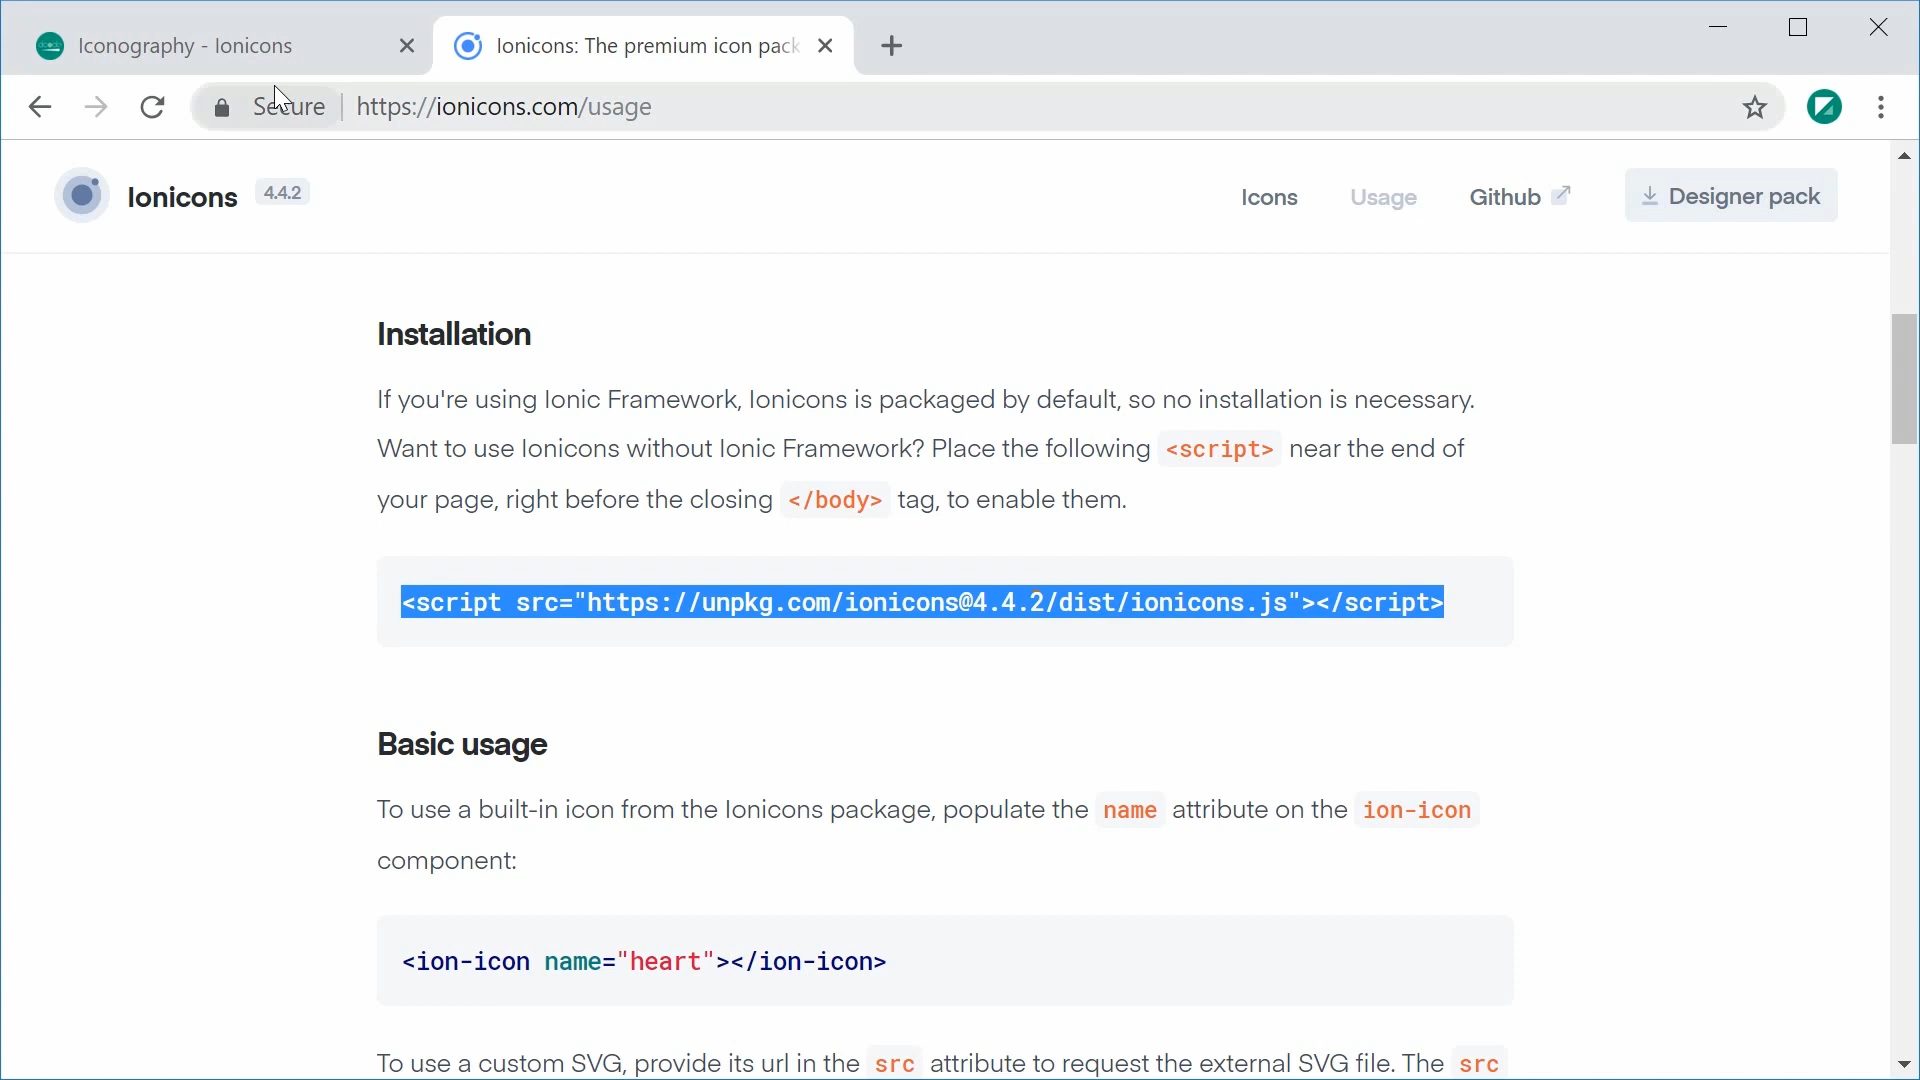 Iconography - Ionicons
Ionicons: The premium icon pack
Secure https://ionicons.com/usage
Ionicons 4.4.2 Icons Usage Github Designer pack
Installation
If you're using Ionic Framework, Ionicons is packaged by default, so no installation is necessary.
Want to use Ionicons without Ionic Framework? Place the following <script> near the end of
your page, right before the closing </body> tag, to enable them.
<script src="https://unpkg.com/ionicons@4.4.2/dist/ionicons.js"></script>
Basic usage
To use a built-in icon from the Ionicons package, populate the name attribute on the ion-icon
component:
<ion-icon name="heart"></ion-icon>
To use a custom SVG, provide its url in the src attribute to request the external SVG file. The src